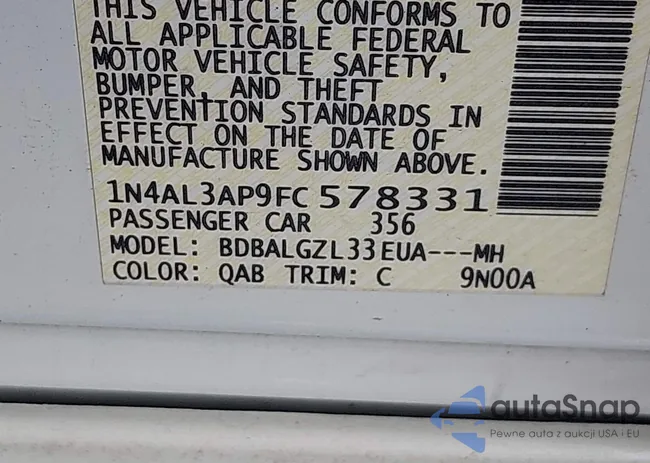 THIS VEHICLE CONFORMS TO
ALL APPLICABLE FEDERAL
MOTOR VEHICLE SAFETY,
BUMPER, AND THEFT
PREVENTION STANDARDS IN
EFFECT ON THE DATE OF
MANUFACTURE SHOWN ABOVE.
1N4AL3AP9FC 578331
PASSENGER CAR 356
MODEL: BDBALGZL33EUA---MH
COLOR: QAB TRIM: C 9N00A
autaSnap
Pewne auta z aukcji USA i EU